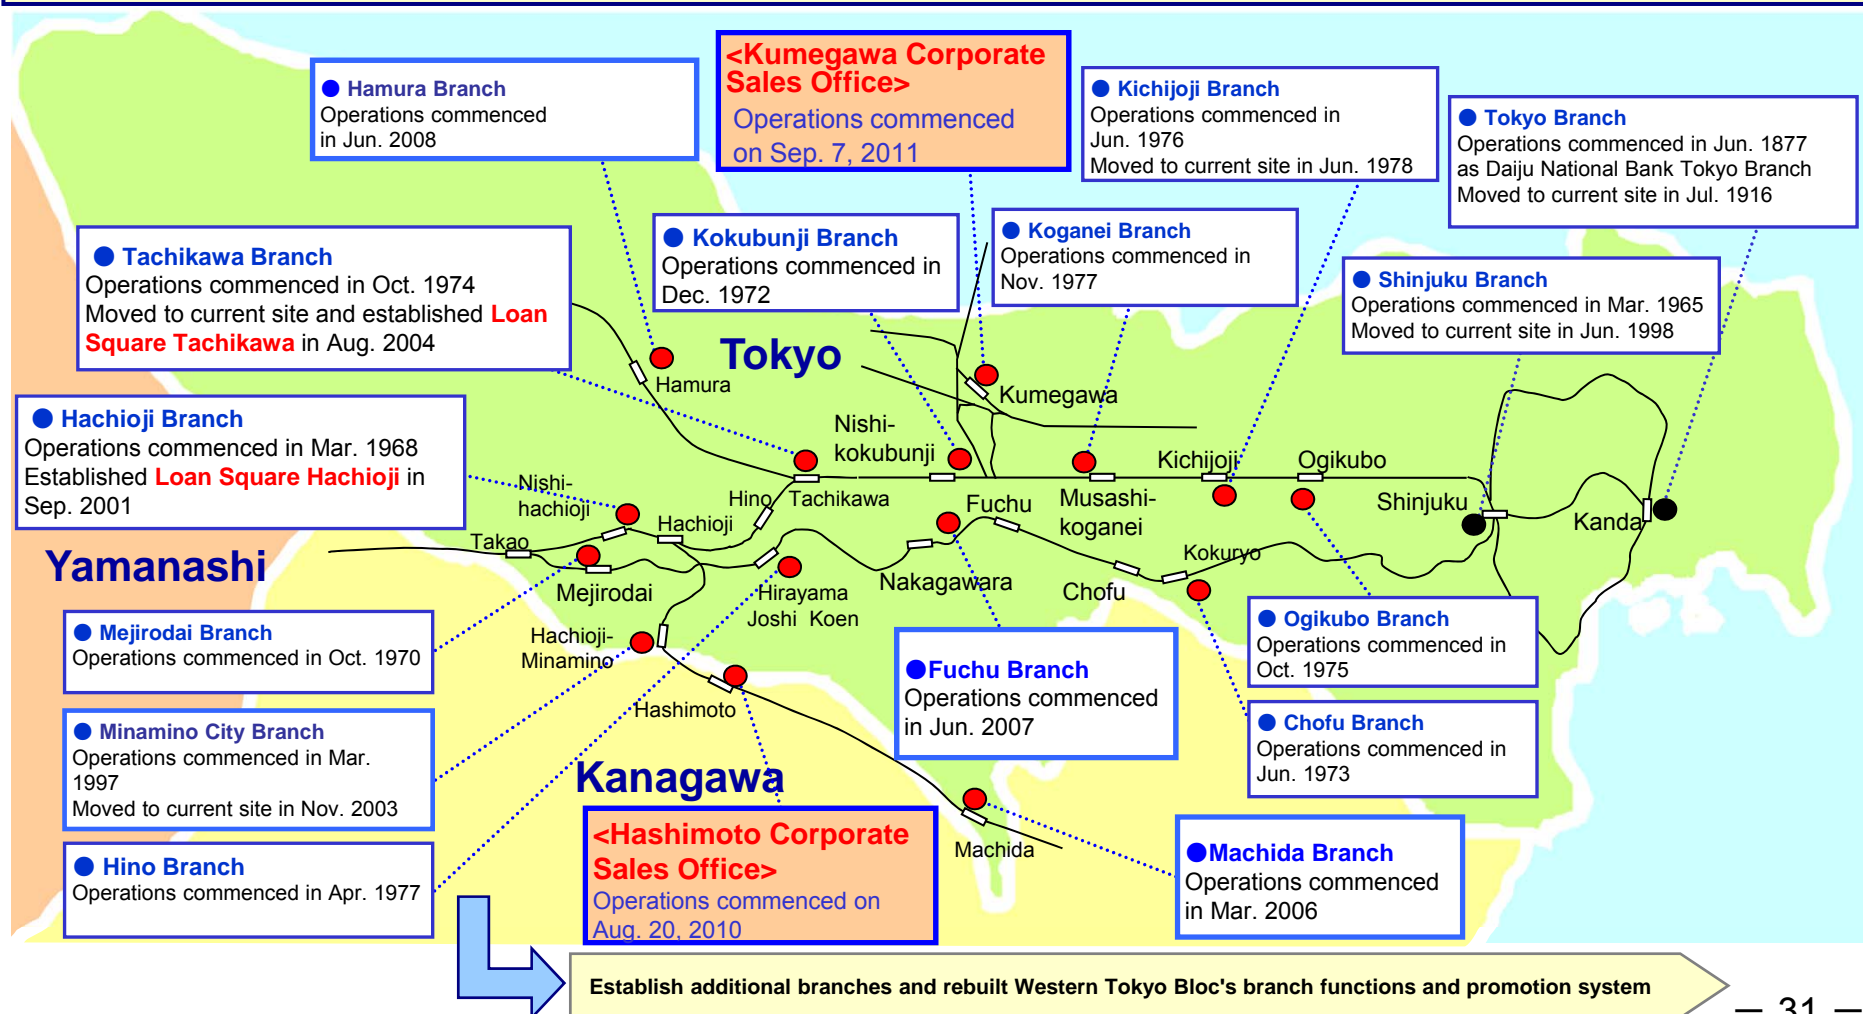 ● Hamura Branch
Operations commenced
in Jun. 2008
<Kumegawa Corporate
Sales Office>
Operations commenced
on Sep. 7, 2011
● Kichijoji Branch
Operations commenced in
Jun. 1976
Moved to current site in Jun. 1978
● Tokyo Branch
Operations commenced in Jun. 1877
as Daiju National Bank Tokyo Branch
Moved to current site in Jul. 1916
● Tachikawa Branch
Operations commenced in Oct. 1974
Moved to current site and established Loan
Square Tachikawa in Aug. 2004
● Kokubunji Branch
Operations commenced in
Dec. 1972
● Koganei Branch
Operations commenced in
Nov. 1977
● Shinjuku Branch
Operations commenced in Mar. 1965
Moved to current site in Jun. 1998
Tokyo
Hamura
Kumegawa
● Hachioji Branch
Operations commenced in Mar. 1968
Established Loan Square Hachioji in
Sep. 2001
Nishi-
kokubunji
Kichijoji
Ogikubo
Nishi-
hachioji
Hino
Tachikawa
Fuchu
Musashi-
koganei
Shinjuku
Kanda
Hachioji
Takao
Yamanashi
Mejirodai
Hirayama
Joshi Koen
Nakagawara
Chofu
Kokuryo
● Mejirodai Branch
Operations commenced in Oct. 1970
Hachioji-
Minamino
Hashimoto
●Fuchu Branch
Operations commenced
in Jun. 2007
● Ogikubo Branch
Operations commenced in
Oct. 1975
● Minamino City Branch
Operations commenced in Mar.
1997
Moved to current site in Nov. 2003
Kanagawa
● Chofu Branch
Operations commenced in
Jun. 1973
● Hino Branch
Operations commenced in Apr. 1977
<Hashimoto Corporate
Sales Office>
Operations commenced on
Aug. 20, 2010
Machida
●Machida Branch
Operations commenced
in Mar. 2006
Establish additional branches and rebuilt Western Tokyo Bloc's branch functions and promotion system
— 31 —